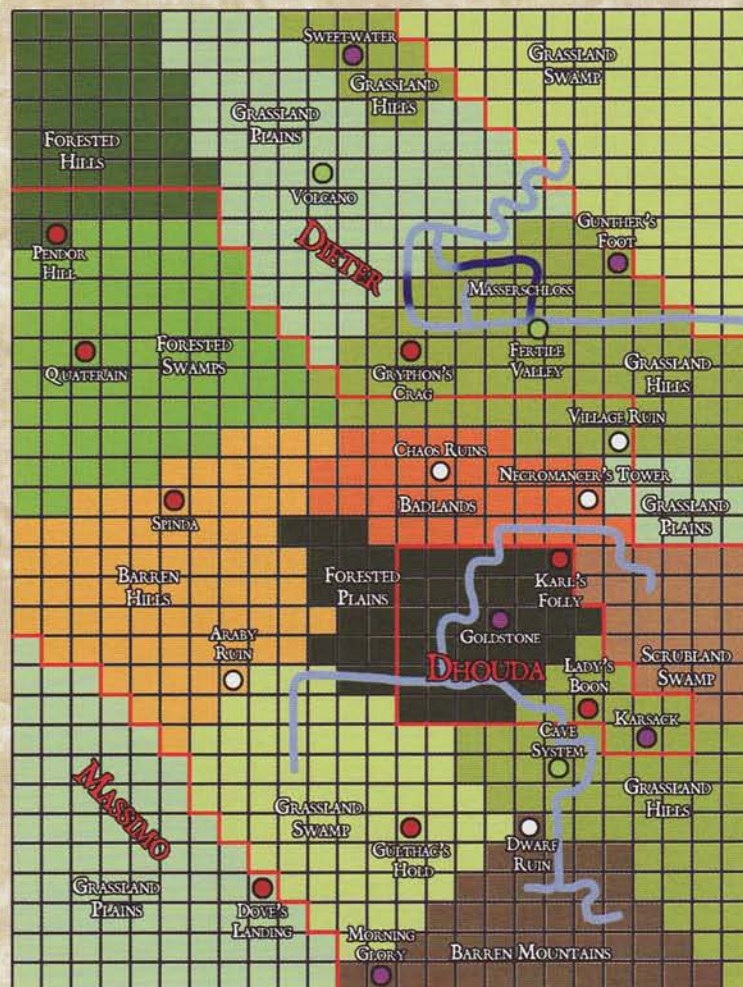 Sweetwater
Grassland
Swamp
Grassland
Hills
Grassland
Plains
Forested
Hills
Volcano
Gunther's
Foot
Pendor
Hill
Dieter
Masserschloss
Quaterain
Forested
Swamps
Gryphon's
Crag
Fertile
Valley
Grassland
Hills
Village Ruin
Chaos Ruins
Necromancer's Tower
Badlands
Grassland
Plains
Spinda
Barren
Hills
Forested
Plains
Karl's
Folly
Araby
Ruin
Goldstone
Dhouda
Lady's
Boon
Scrubland
Swamp
Karsack
Cave
System
Massimo
Grassland
Swamp
Grassland
Hills
Gulthag's
Hold
Dwarf
Ruin
Grassland
Plains
Dove's
Landing
Morning
Glory
Barren Mountains